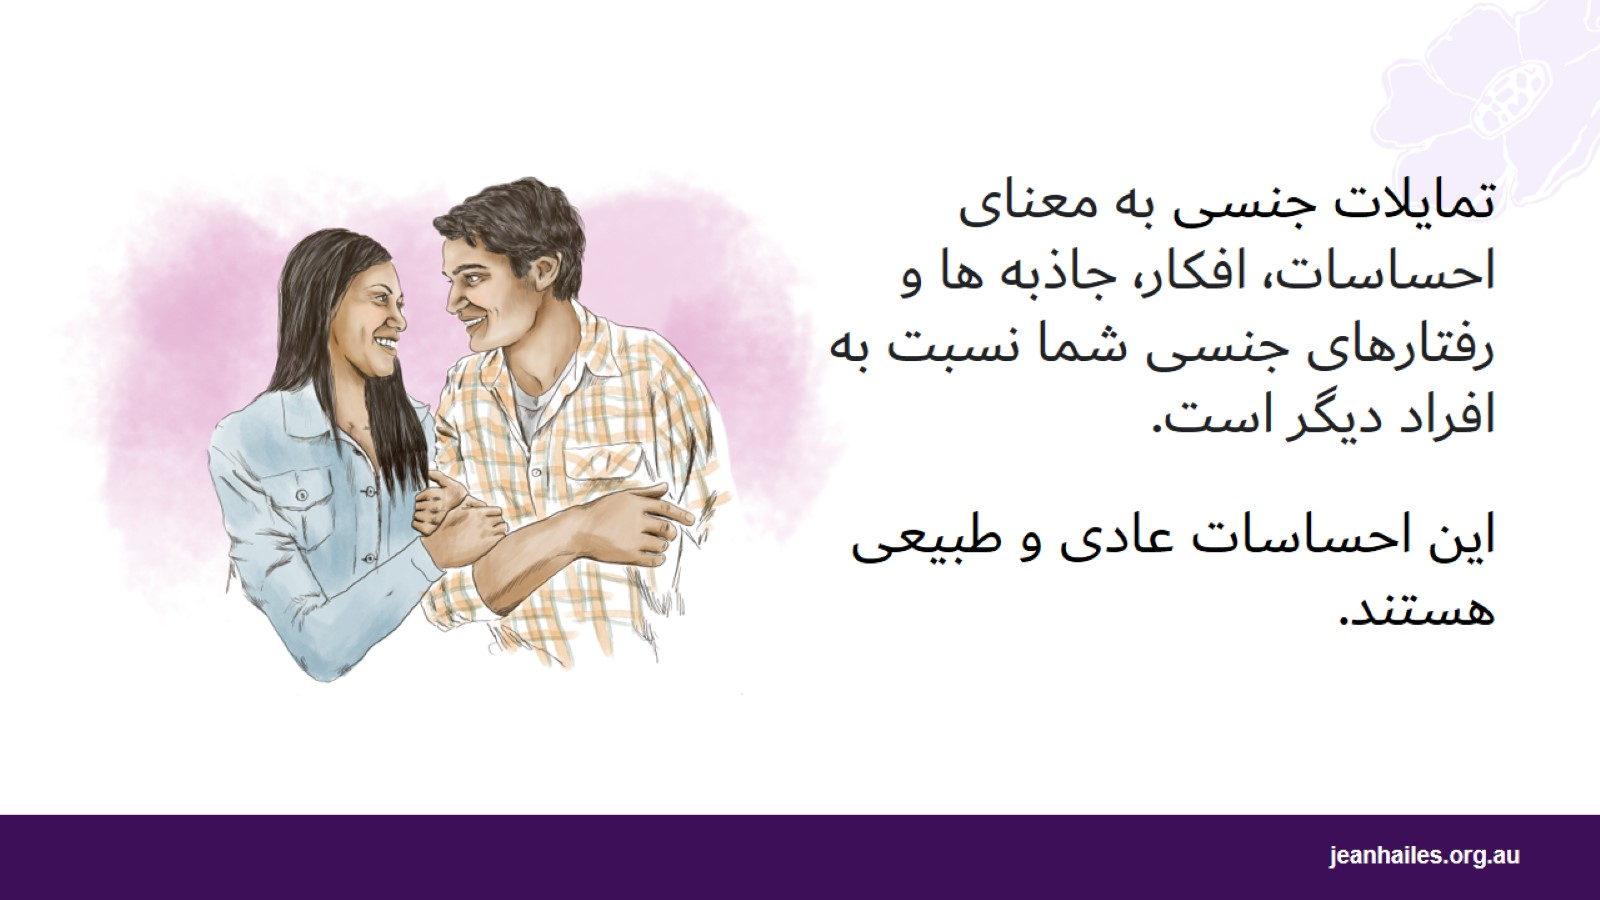 تمایلات جنسی به معنای
احساسات، افکار، جاذبه ها و
رفتارهای جنسی شما نسبت به
افراد دیگر است.
این احساسات عادی و طبیعی
هستند.
jeanhailes.org.au